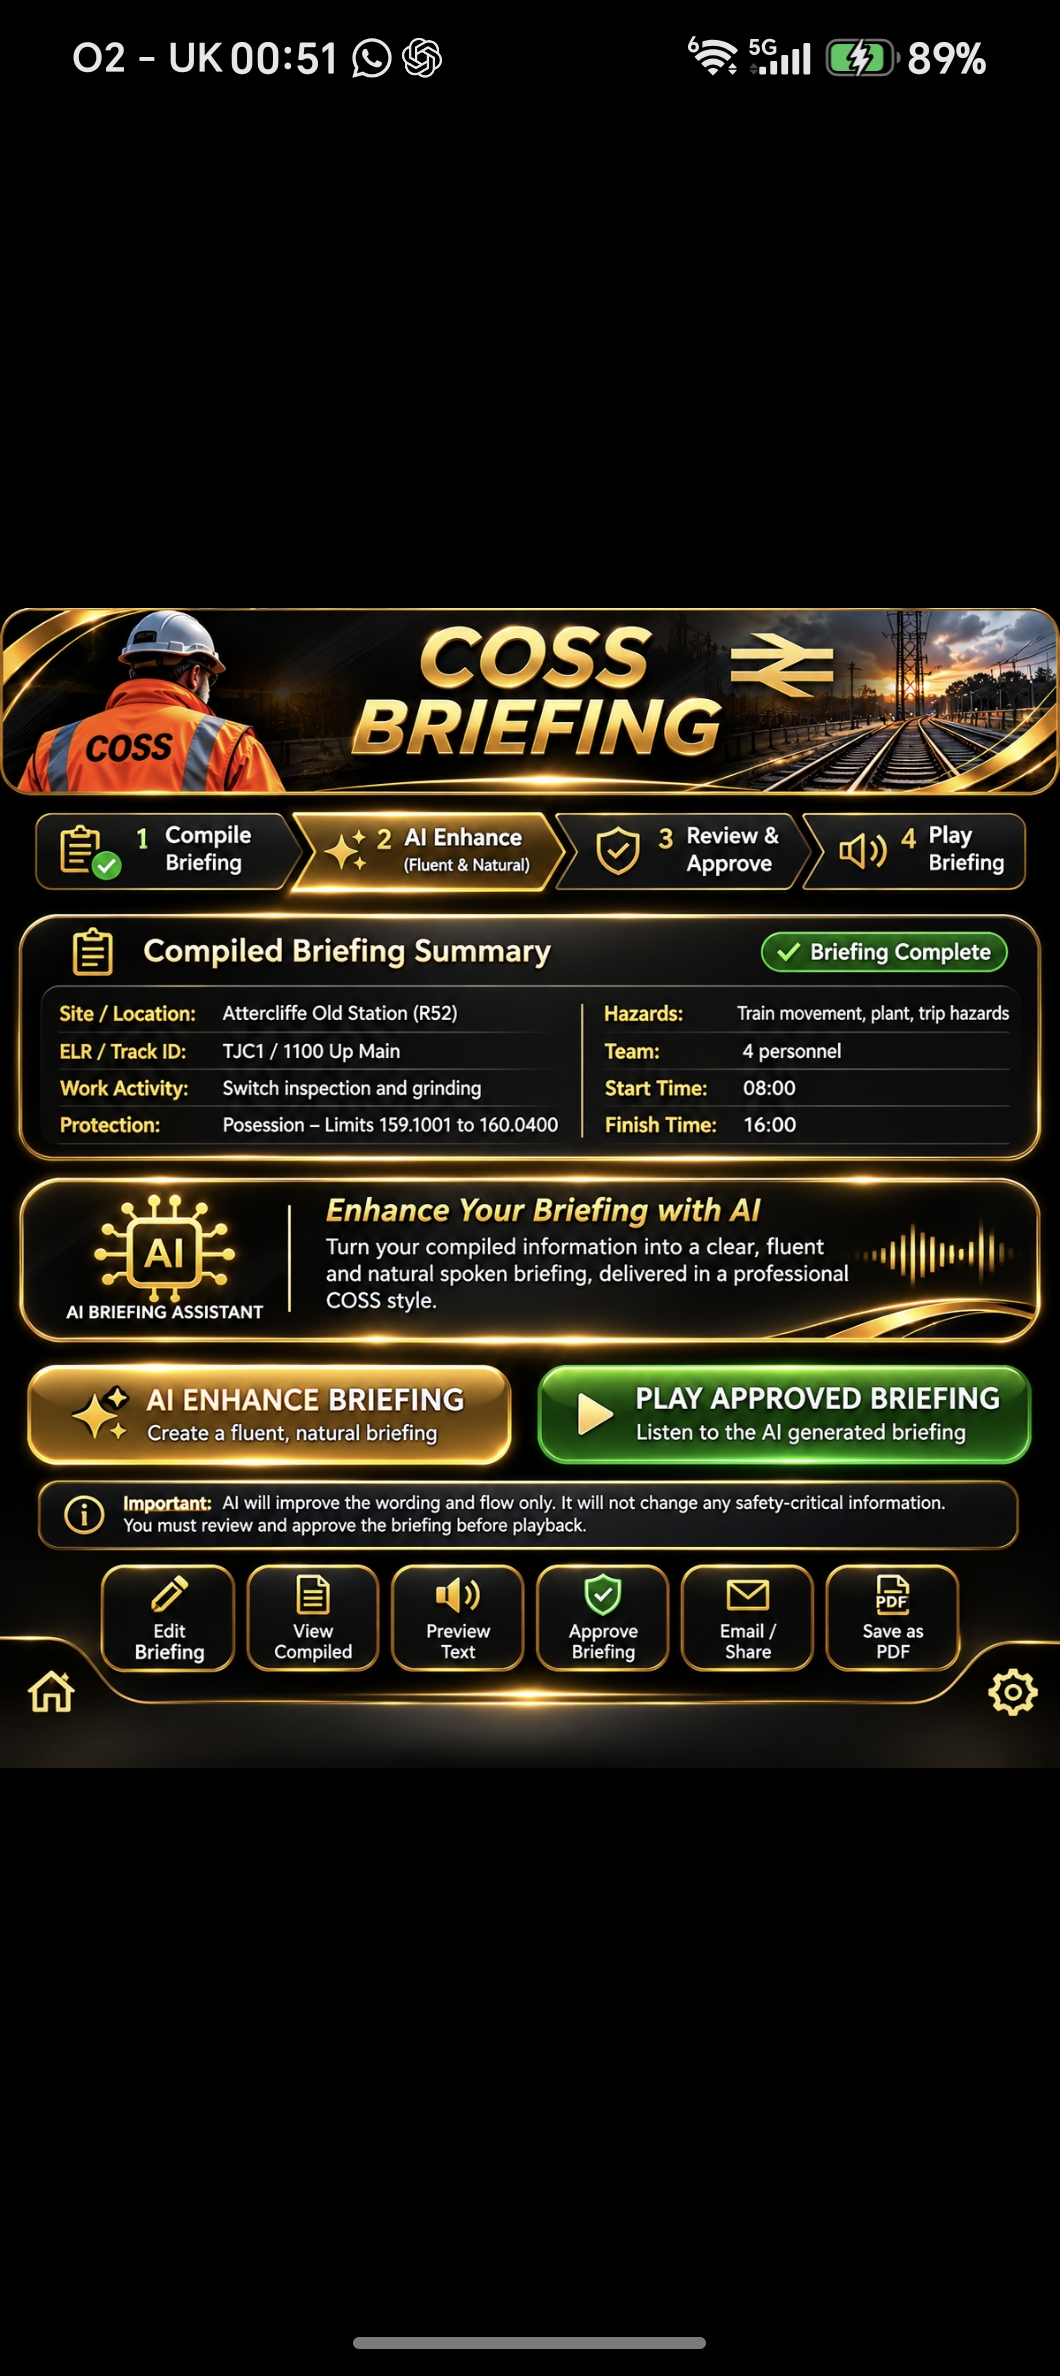 O2 - UK 00:51 6 5G 89%
COSS
BRIEFING
COSS
1 Compile Briefing
2 AI Enhance (Fluent & Natural)
3 Review & Approve
4 Play Briefing
Compiled Briefing Summary
Briefing Complete
Site / Location: Attercliffe Old Station (R52)
ELR / Track ID: TJC1 / 1100 Up Main
Work Activity: Switch inspection and grinding
Protection: Posession – Limits 159.1001 to 160.0400
Hazards: Train movement, plant, trip hazards
Team: 4 personnel
Start Time: 08:00
Finish Time: 16:00
AI
AI BRIEFING ASSISTANT
Enhance Your Briefing with AI
Turn your compiled information into a clear, fluent
and natural spoken briefing, delivered in a professional
COSS style.
AI ENHANCE BRIEFING
Create a fluent, natural briefing
PLAY APPROVED BRIEFING
Listen to the AI generated briefing
Important: AI will improve the wording and flow only. It will not change any safety-critical information.
You must review and approve the briefing before playback.
Edit
Briefing
View
Compiled
Preview
Text
Approve
Briefing
Email /
Share
PDF
Save as
PDF